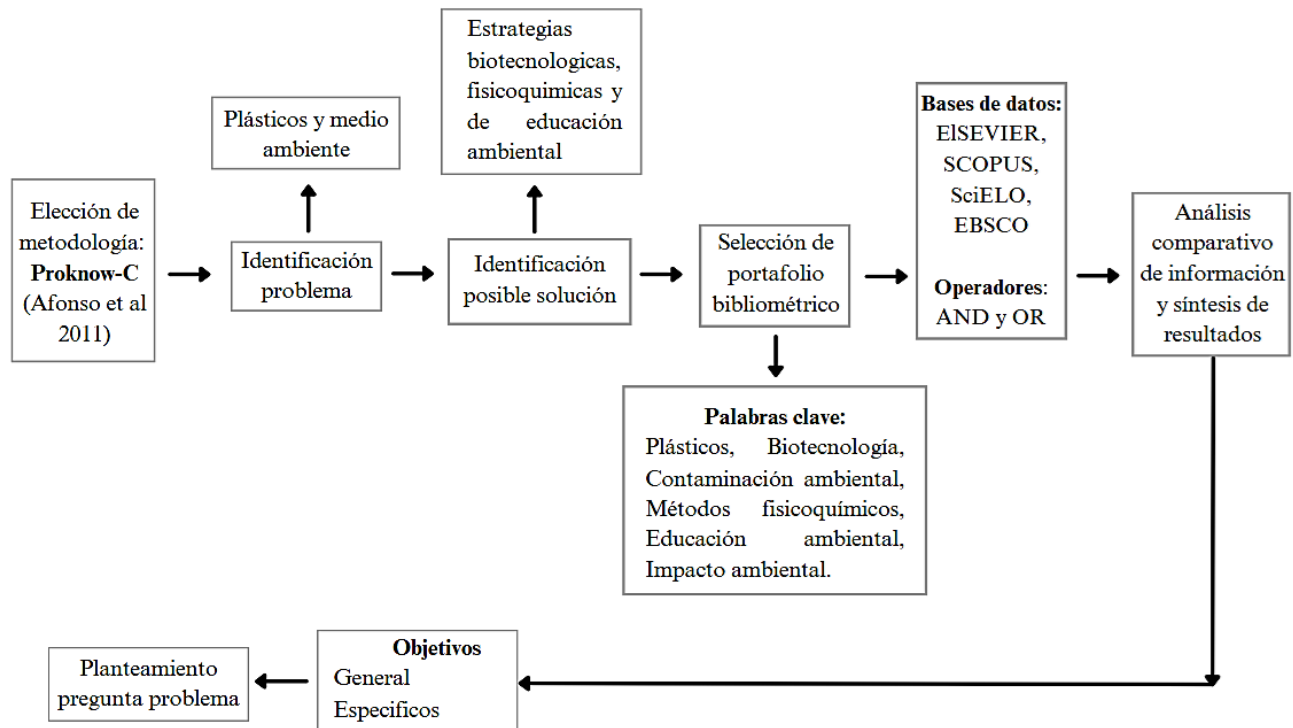 Elección de
metodología:
Proknow-C
(Afonso et al
2011)
Plásticos y medio
ambiente
Identificación
problema
Estrategias
biotecnologicas,
fisicoquimicas y
de educación
ambiental
Identificación
posible solución
Selección de
portafolio
bibliométrico
Palabras clave:
Plásticos, Biotecnología,
Contaminación ambiental,
Métodos fisicoquímicos,
Educación ambiental,
Impacto ambiental.
Bases de datos:
ElSEVIER,
SCOPUS,
SciELO,
EBSCO
Operadores:
AND y OR
Análisis
comparativo
de información
y síntesis de
resultados
Objetivos
General
Especificos
Planteamiento
pregunta problema